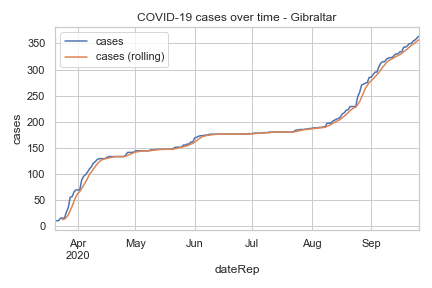 COVID-19 cases over time - Gibraltar
cases
cases (rolling)
350
300
250
200
150
100
50
0
cases
Apr
2020
May
Jun
Jul
Aug
Sep
dateRep